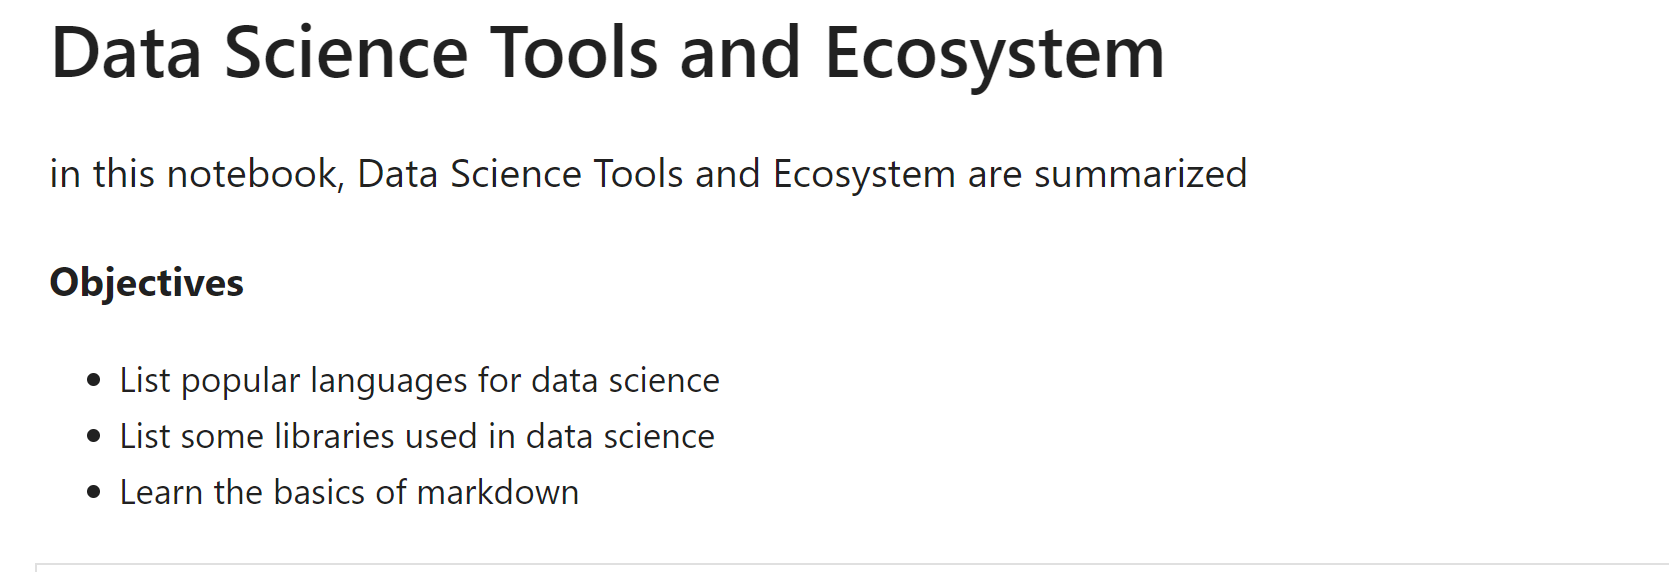 Data Science Tools and Ecosystem
in this notebook, Data Science Tools and Ecosystem are summarized
Objectives
List popular languages for data science
List some libraries used in data science
Learn the basics of markdown